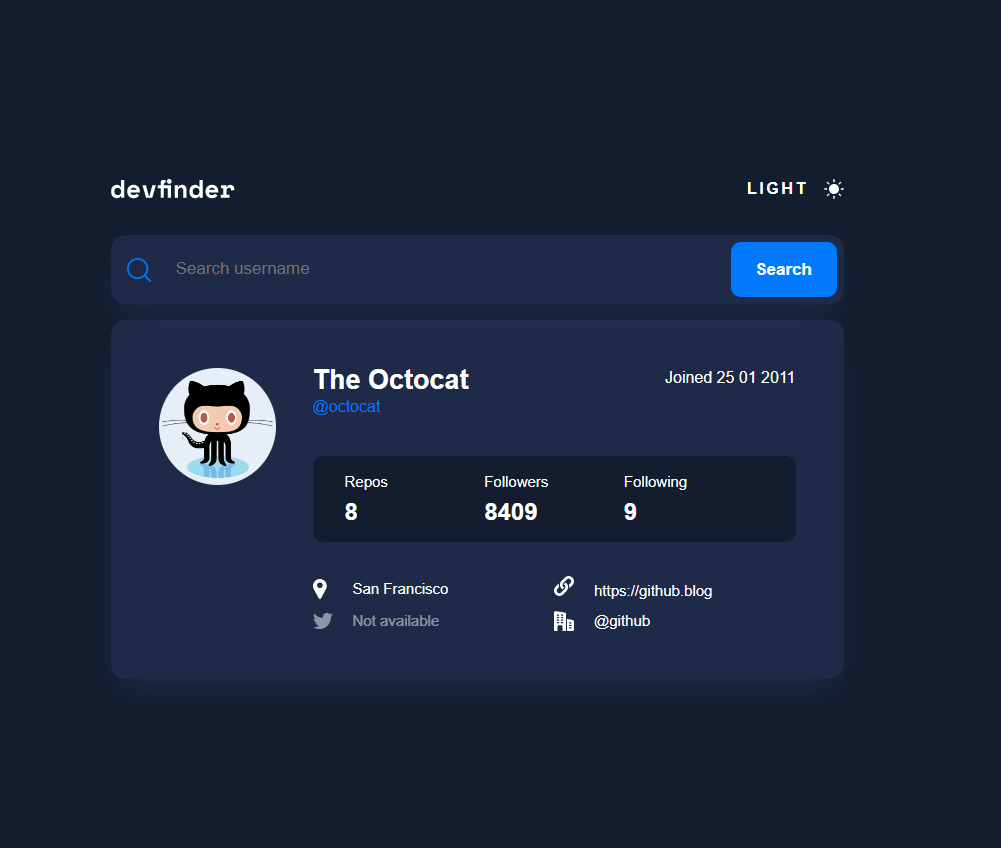 devfinder
LIGHT
Search username
Search
The Octocat
Joined 25 01 2011
@octocat
Repos
Followers
Following
8
8409
9
San Francisco
https://github.blog
Not available
@github